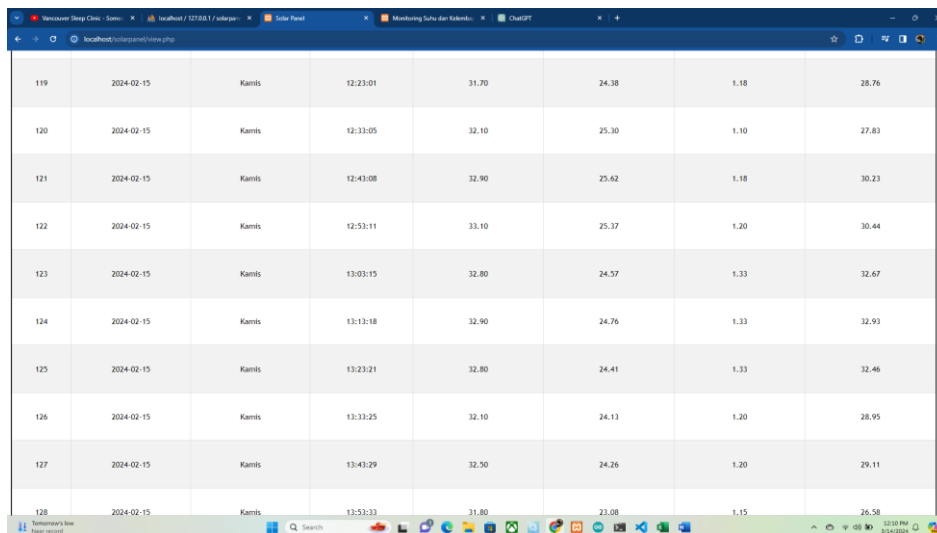 Vancouver Sleep Clinic - Some
localhost / 127.0.0.1 / solarpan
Solar Panel
Monitoring Suhu dan Kelembu
ChatGPT
localhost/solarpanel/view.php
119 2024-02-15 Kamis 12:23:01 31.70 24.38 1.18 28.76
120 2024-02-15 Kamis 12:33:05 32.10 25.30 1.10 27.83
121 2024-02-15 Kamis 12:43:08 32.90 25.62 1.18 30.23
122 2024-02-15 Kamis 12:53:11 33.10 25.37 1.20 30.44
123 2024-02-15 Kamis 13:03:15 32.80 24.57 1.33 32.67
124 2024-02-15 Kamis 13:13:18 32.90 24.76 1.33 32.93
125 2024-02-15 Kamis 13:23:21 32.80 24.41 1.33 32.46
126 2024-02-15 Kamis 13:33:25 32.10 24.13 1.20 28.95
127 2024-02-15 Kamis 13:43:29 32.50 24.26 1.20 29.11
128 2024-02-15 Kamis 13:53:33 31.80 23.08 1.15 26.58
Tomorrow's low
Near record
Search
12:10 PM
3/14/2024